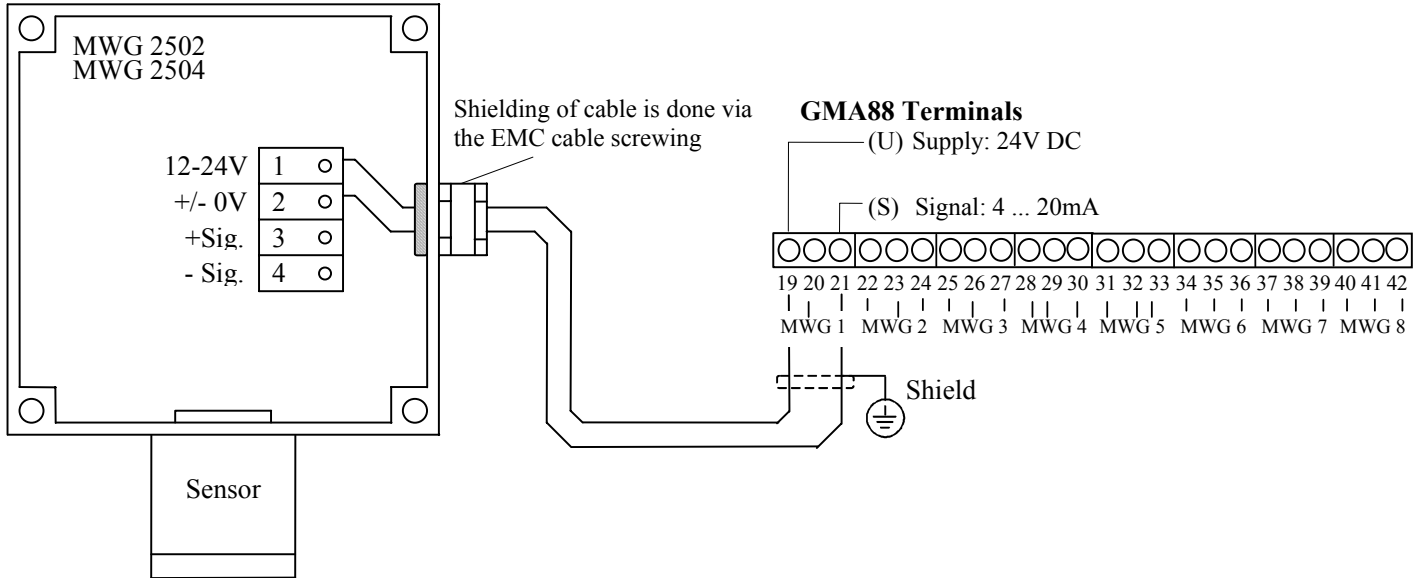 MWG 2502
MWG 2504
Shielding of cable is done via
the EMC cable screwing
GMA88 Terminals
(U) Supply: 24V DC
(S) Signal: 4 ... 20mA
12-24V 1
+/- 0V 2
+Sig. 3
- Sig. 4
19 20 21 22 23 24 25 26 27 28 29 30 31 32 33 34 35 36 37 38 39 40 41 42
MWG 1 MWG 2 MWG 3 MWG 4 MWG 5 MWG 6 MWG 7 MWG 8
Shield
Sensor